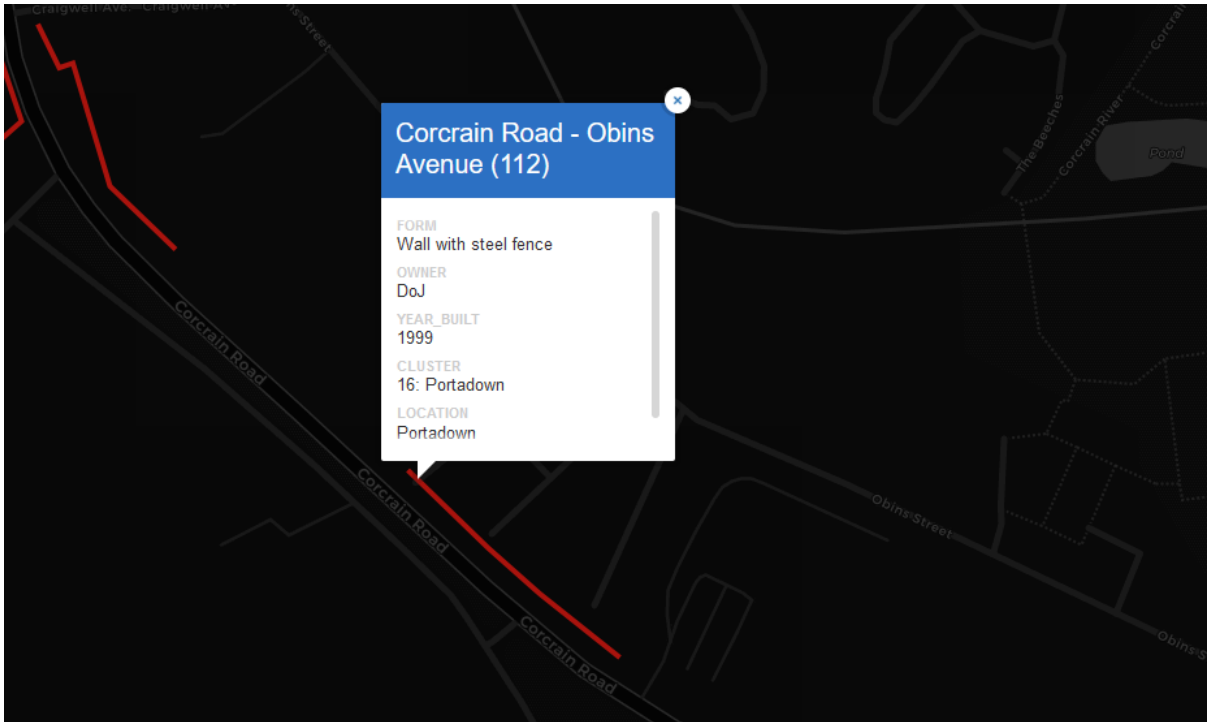 Craigwell Ave.
Craigwell Ave.
Street
Corcrain
×
Corcrain Road - Obins
Avenue (112)
The Beeches
Corcrain River
Pond
FORM
Wall with steel fence
OWNER
DoJ
YEAR_BUILT
1999
CLUSTER
16: Portadown
LOCATION
Portadown
Corcrain Road
Corcrain Road
Obins Street
Corcrain Road
Obins S